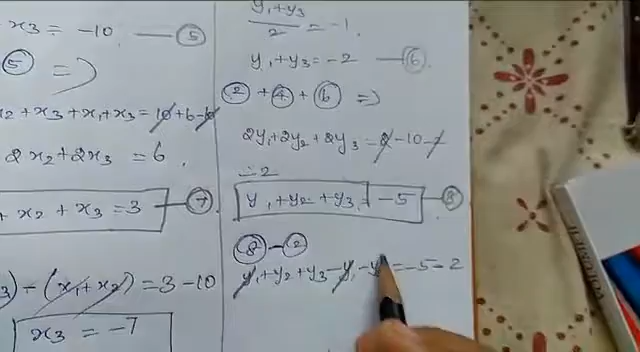 x3 = -10 — ⑤
⑤ ⇒
x2 + x3 + x1 + x3 = 10 + 6 - 10
2x2 + 2x3 = 6.
+ x2 + x3 = 3 — ⑦
3) - (x1 + x2) = 3 - 10
x3 = -7
y1 + y3
2 = -1.
y1 + y3 = -2 — ⑥.
② + ④ + ⑥ ⇒
2y1 + 2y2 + 2y3 = 2 - 10 - 2
÷2
y1 + y2 + y3 = -5 — ⑧
⑧ - ②
y1 + y2 + y3 - y1 - y = -5 - 2